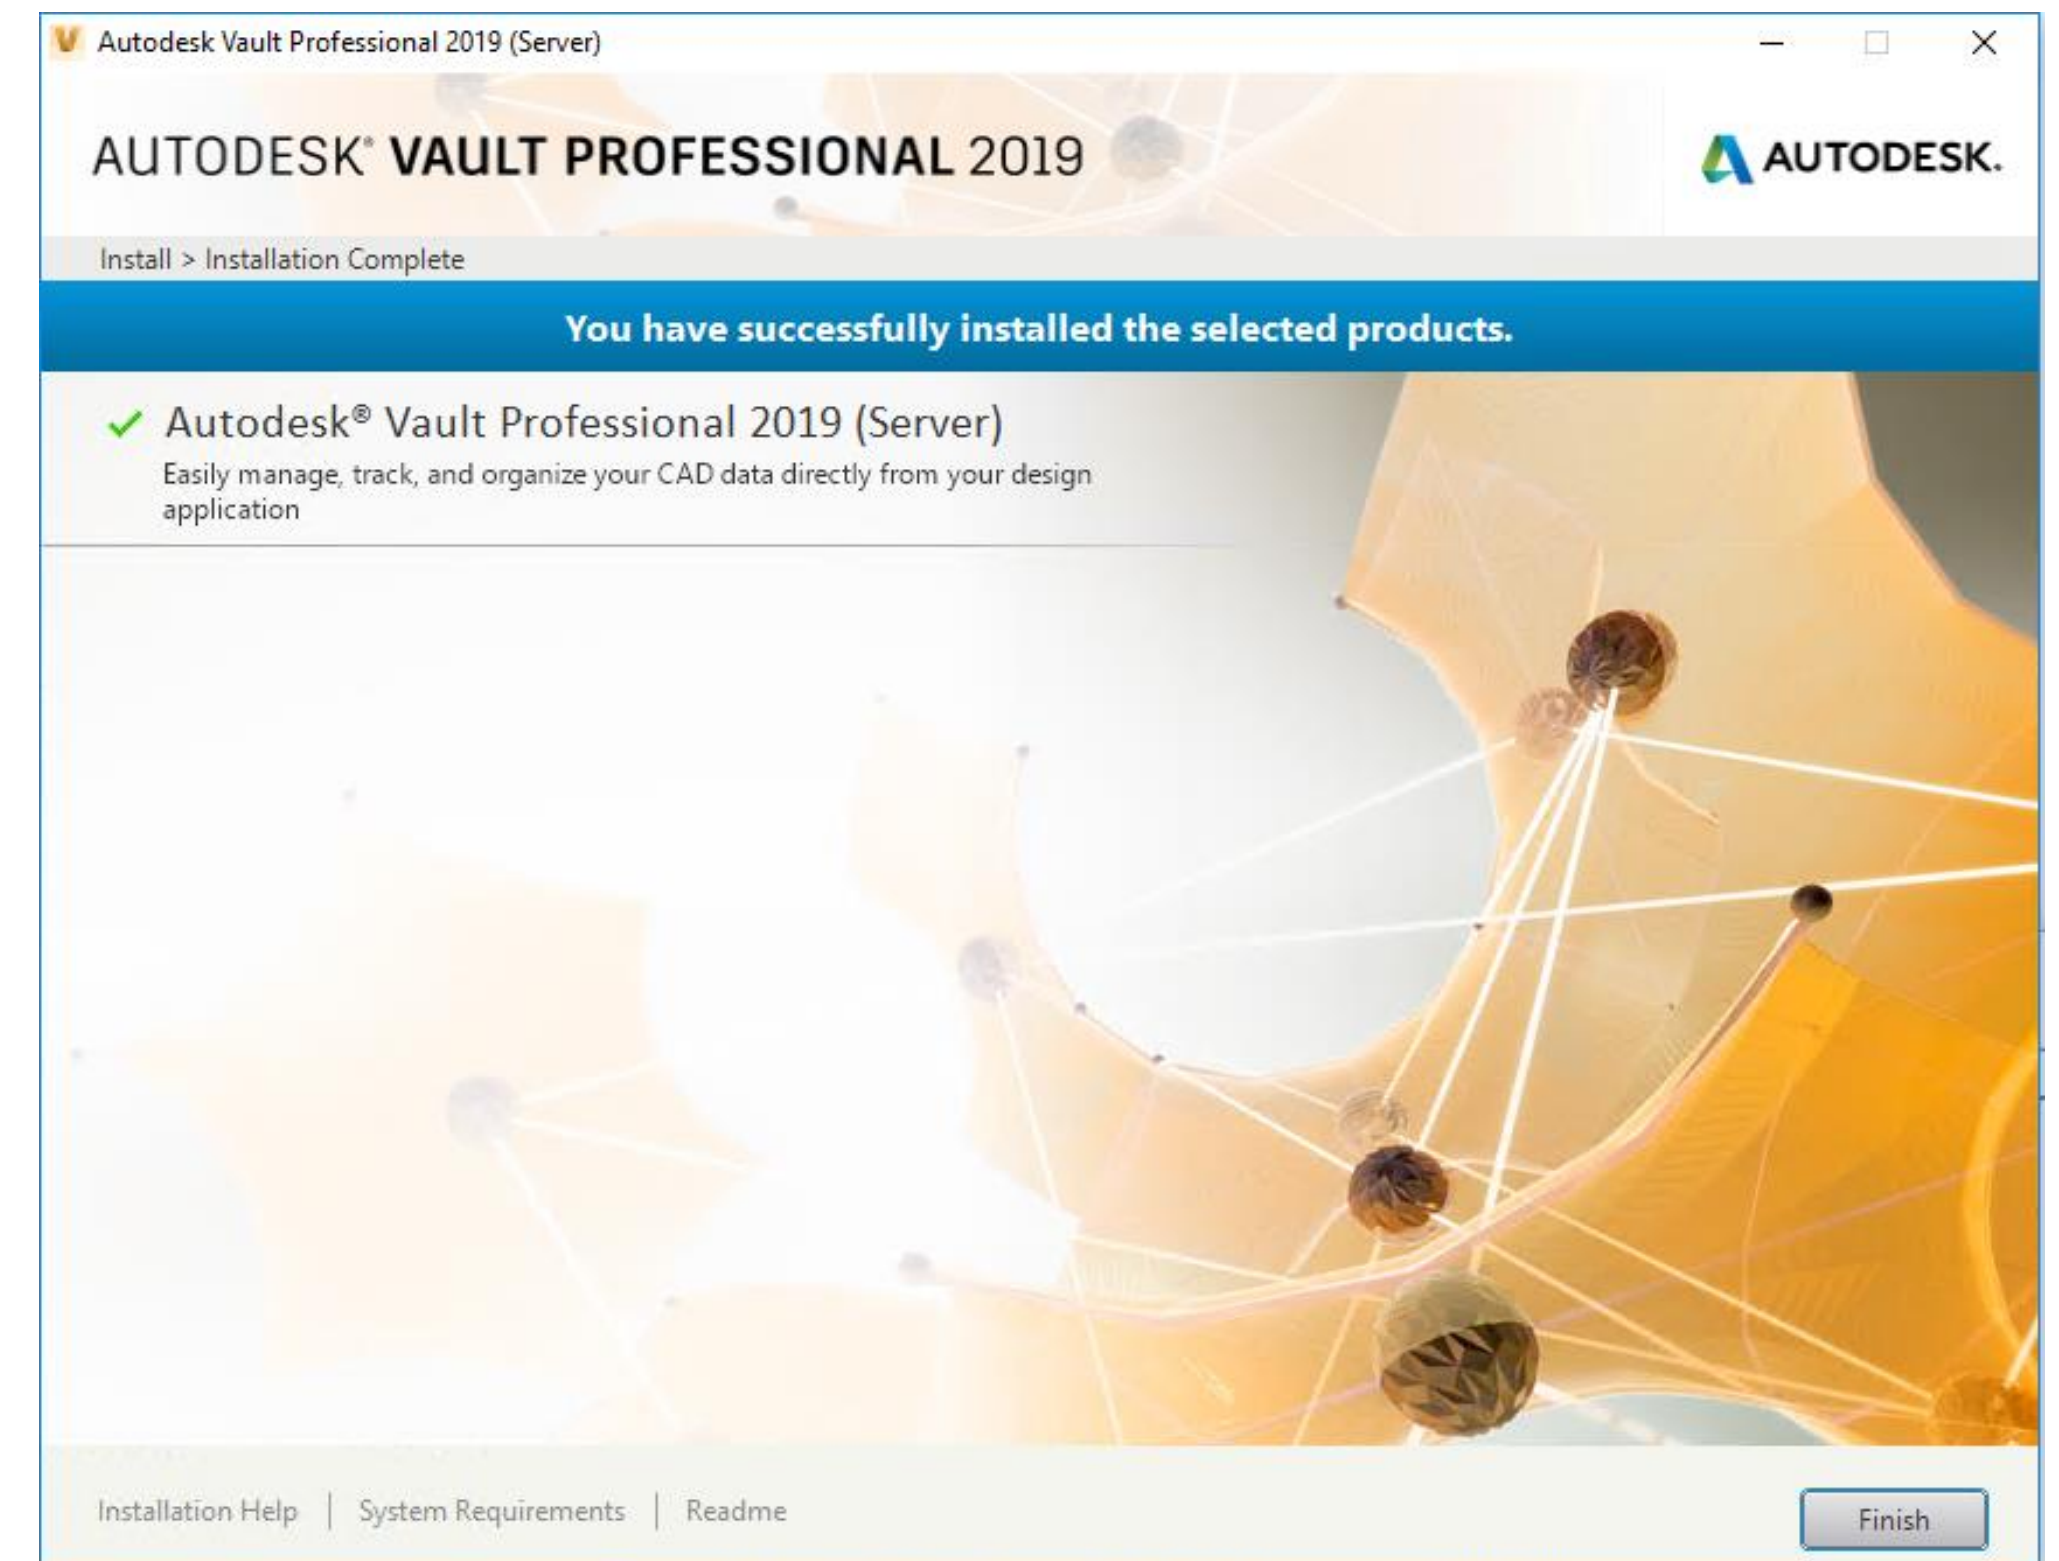 Autodesk Vault Professional 2019 (Server)
AUTODESK® VAULT PROFESSIONAL 2019
AUTODESK.
Install > Installation Complete
You have successfully installed the selected products.
Autodesk® Vault Professional 2019 (Server)
Easily manage, track, and organize your CAD data directly from your design
application
Installation Help | System Requirements | Readme
Finish